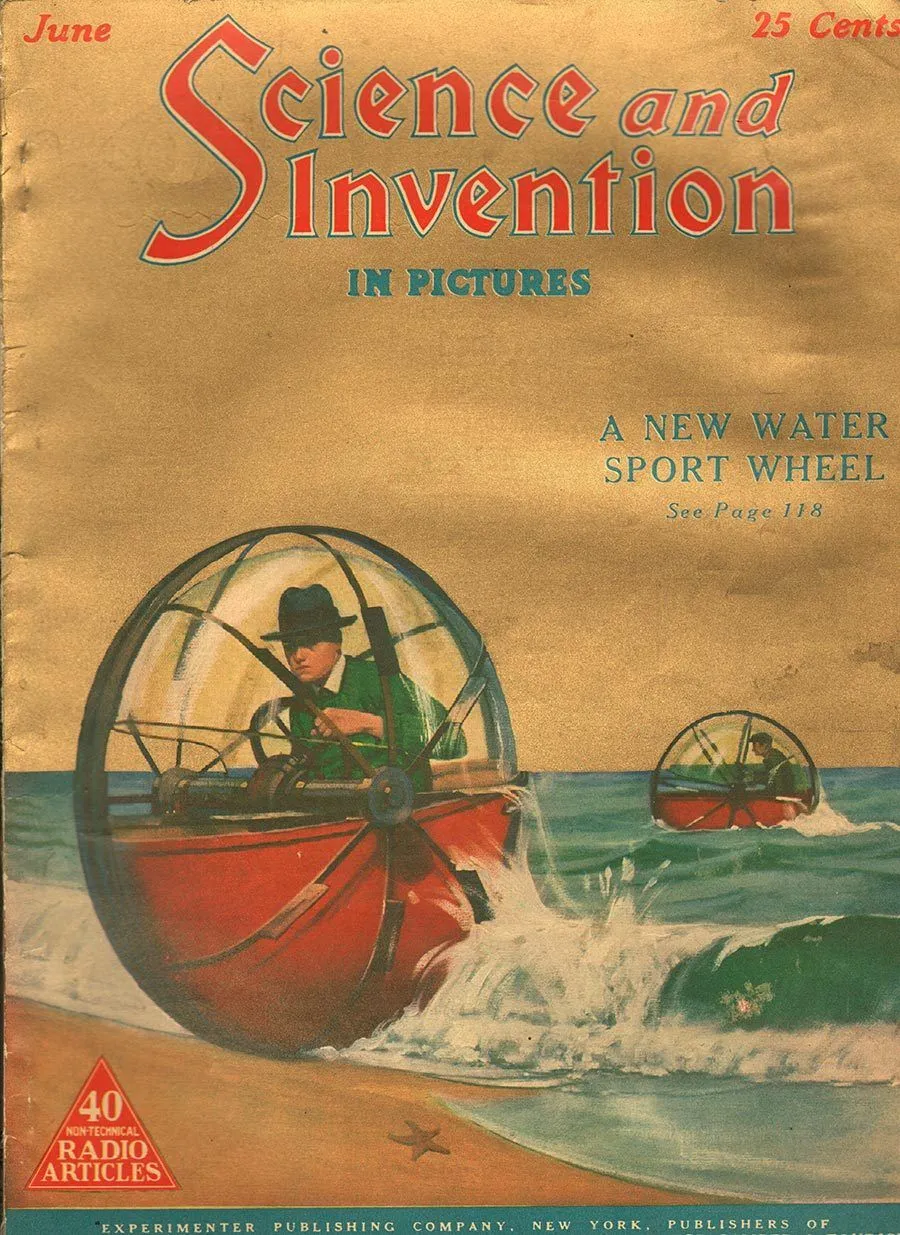 June
25 Cents
Science and
Invention
IN PICTURES
A NEW WATER
SPORT WHEEL
See Page 118
40
NON-TECHNICAL
RADIO
ARTICLES
EXPERIMENTER PUBLISHING COMPANY, NEW YORK, PUBLISHERS OF